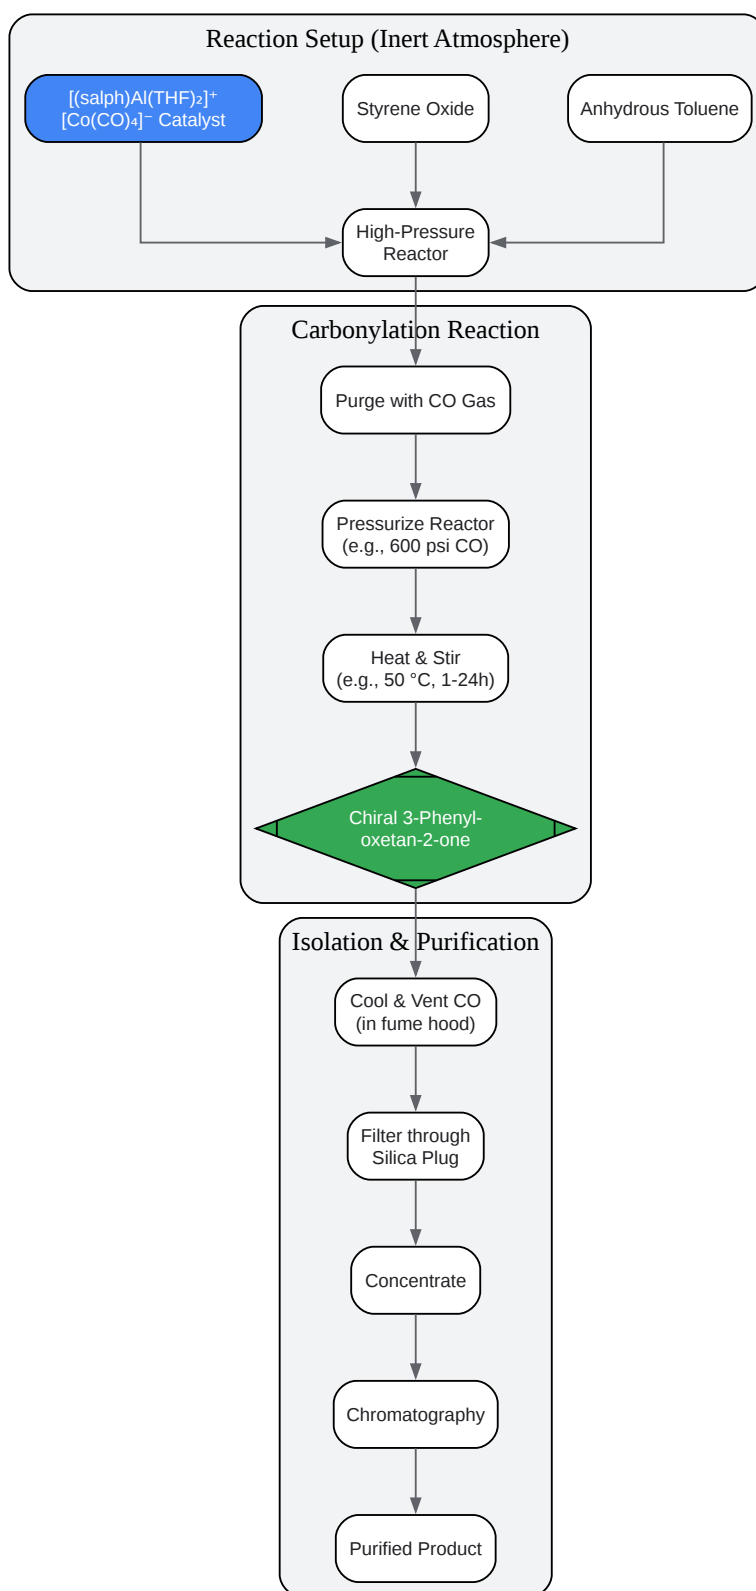 Reaction Setup (Inert Atmosphere)
[(salph)Al(THF)₂]⁺
[Co(CO)₄]⁻ Catalyst
Styrene Oxide
Anhydrous Toluene
High-Pressure
Reactor
Carbonylation Reaction
Purge with CO Gas
Pressurize Reactor
(e.g., 600 psi CO)
Heat & Stir
(e.g., 50 °C, 1-24h)
Chiral 3-Phenyl-
oxetan-2-one
Isolation & Purification
Cool & Vent CO
(in fume hood)
Filter through
Silica Plug
Concentrate
Chromatography
Purified Product